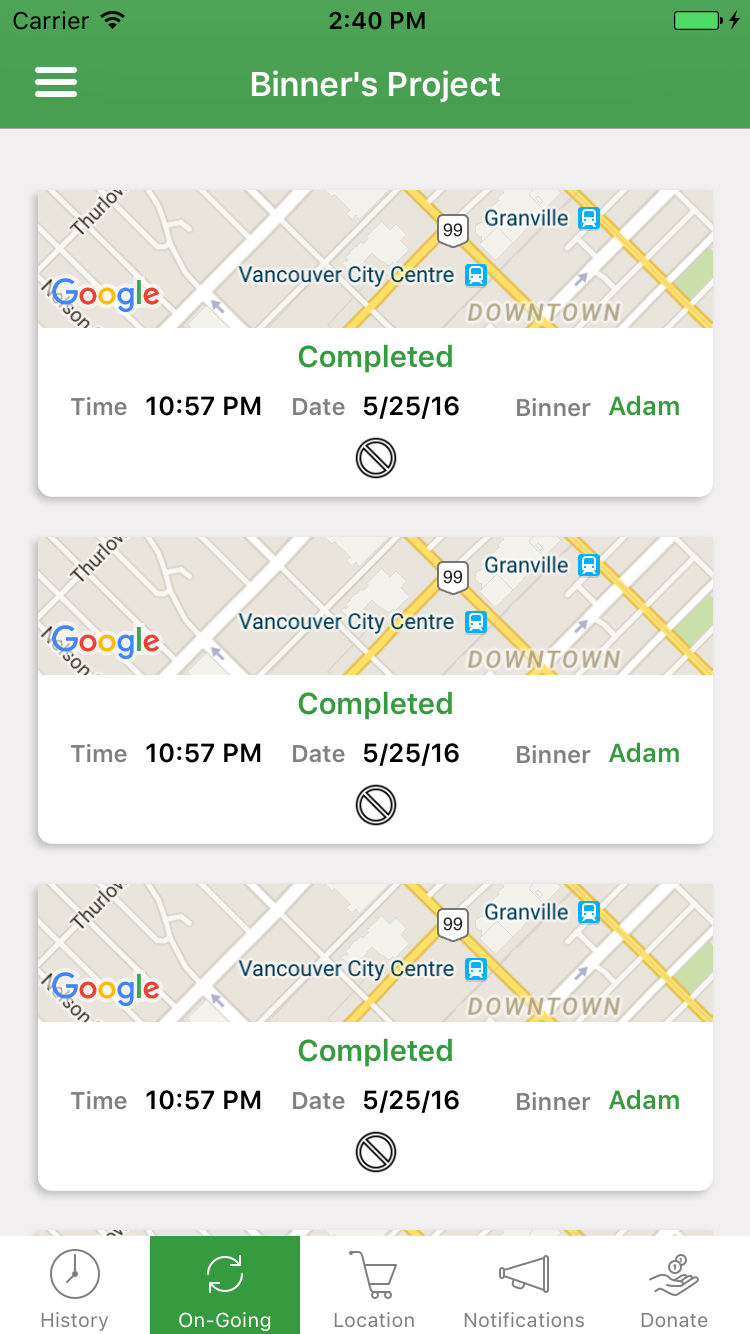 Carrier 2:40 PM
Binner's Project
Thurlow
99
Granville
Vancouver City Centre
Google
Nelson
DOWNTOWN
Completed
Time 10:57 PM Date 5/25/16 Binner Adam
Thurlow
99
Granville
Vancouver City Centre
Google
Nelson
DOWNTOWN
Completed
Time 10:57 PM Date 5/25/16 Binner Adam
Thurlow
99
Granville
Vancouver City Centre
Google
Nelson
DOWNTOWN
Completed
Time 10:57 PM Date 5/25/16 Binner Adam
History On-Going Location Notifications Donate